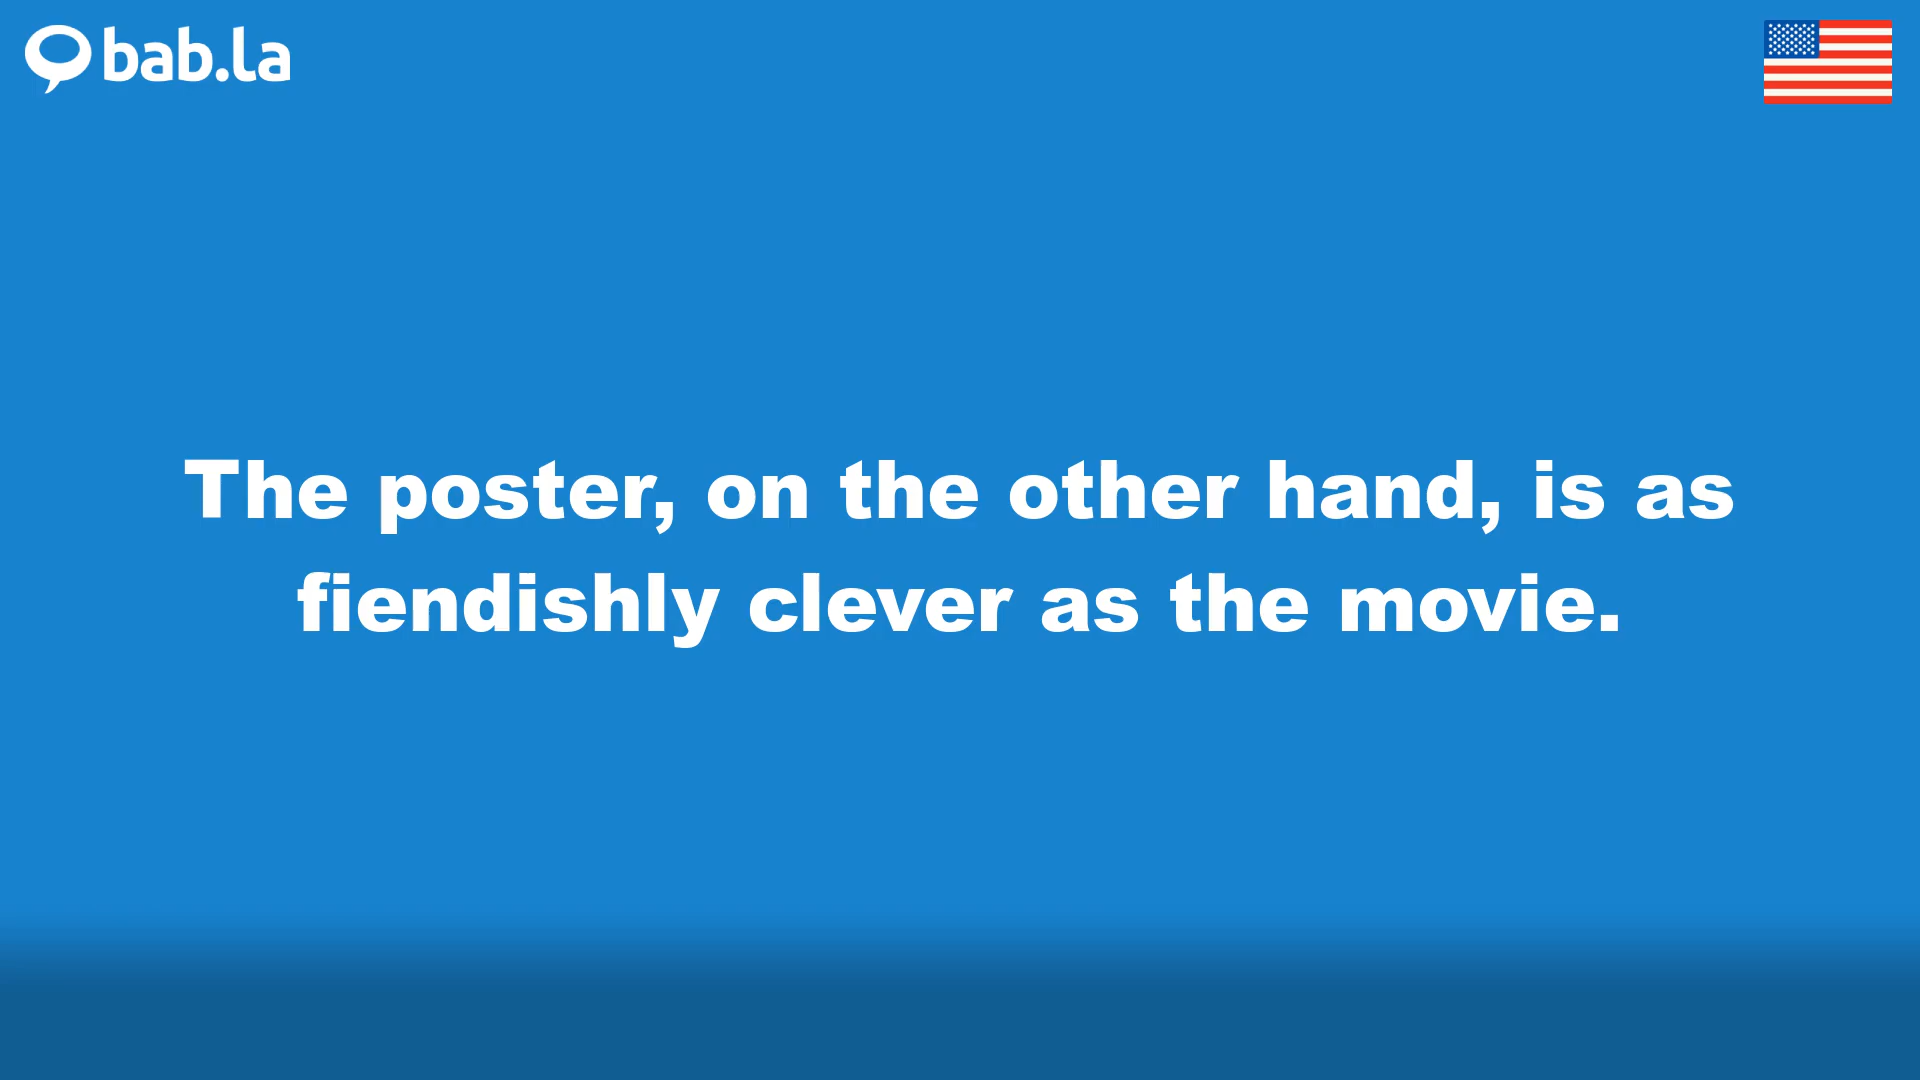 bab.la
The poster, on the other hand, is as
fiendishly clever as the movie.